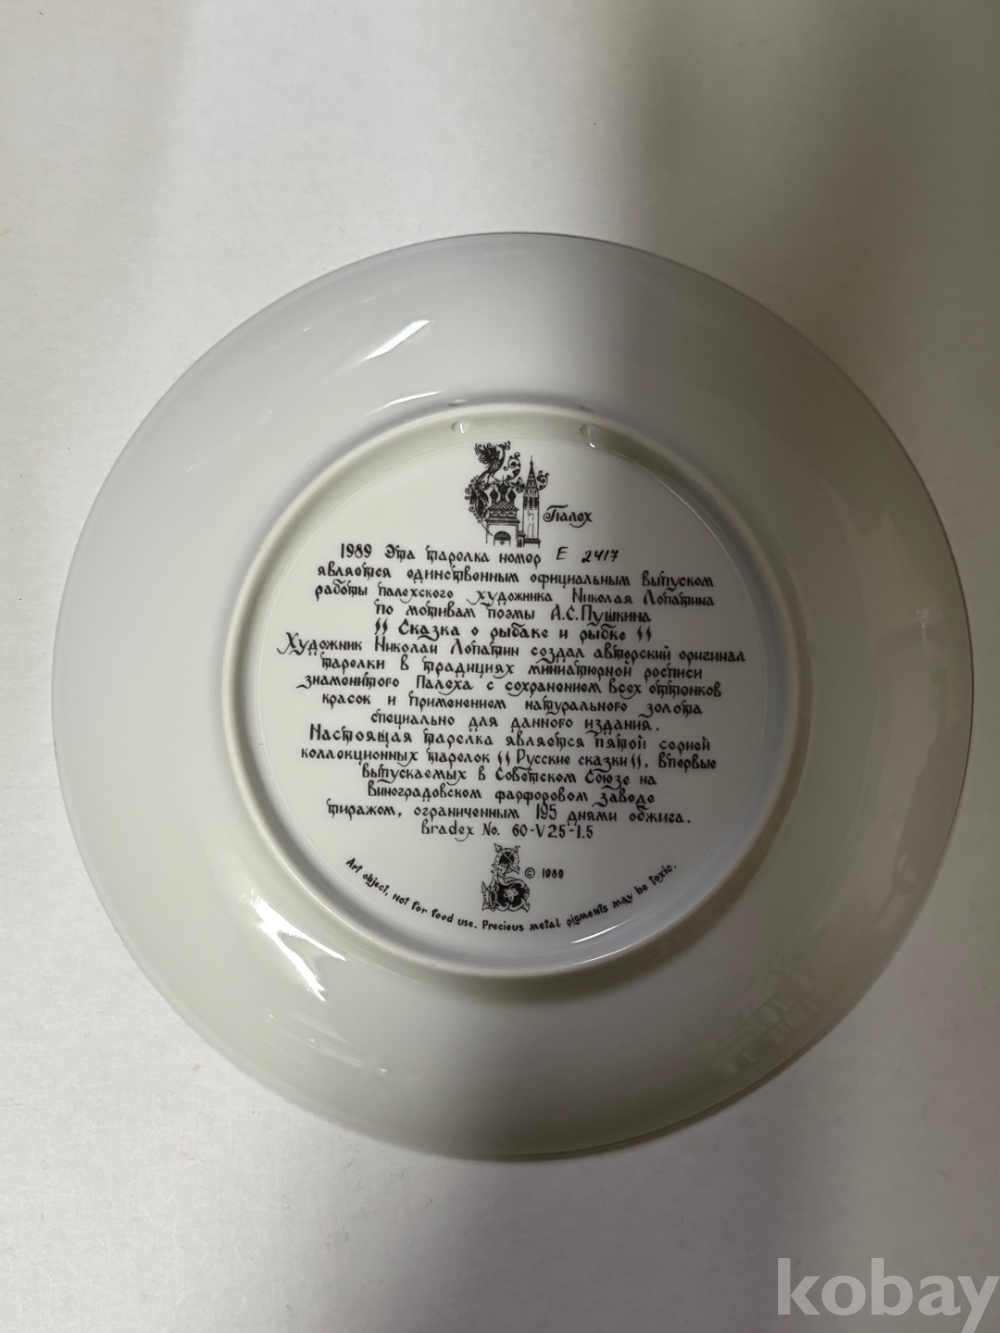 Палех
1989 Эта тарелка номер E 2417
является единственным официальным выпуском
работы палехского художника Николая Лопатина
по мотивам поэмы А.С.Пушкина
"Сказка о рыбаке и рыбке"
Художник Николай Лопатин создал авторский оригинал
тарелки в традициях миниатюрной росписи
знаменитого Палеха с сохранением всех оттенков
красок и применением натурального золота
специально для данного издания.
Настоящая тарелка является пятой серией
коллекционных тарелок "Русские сказки", впервые
выпускаемых в Советском Союзе на
Виноградовском фарфоровом заводе
тиражом, ограниченным 195 днями обжига.
Bradex No. 60-V25-1.5
© 1989
Art object, not for food use. Precious metal pigments may be toxic.
kobay